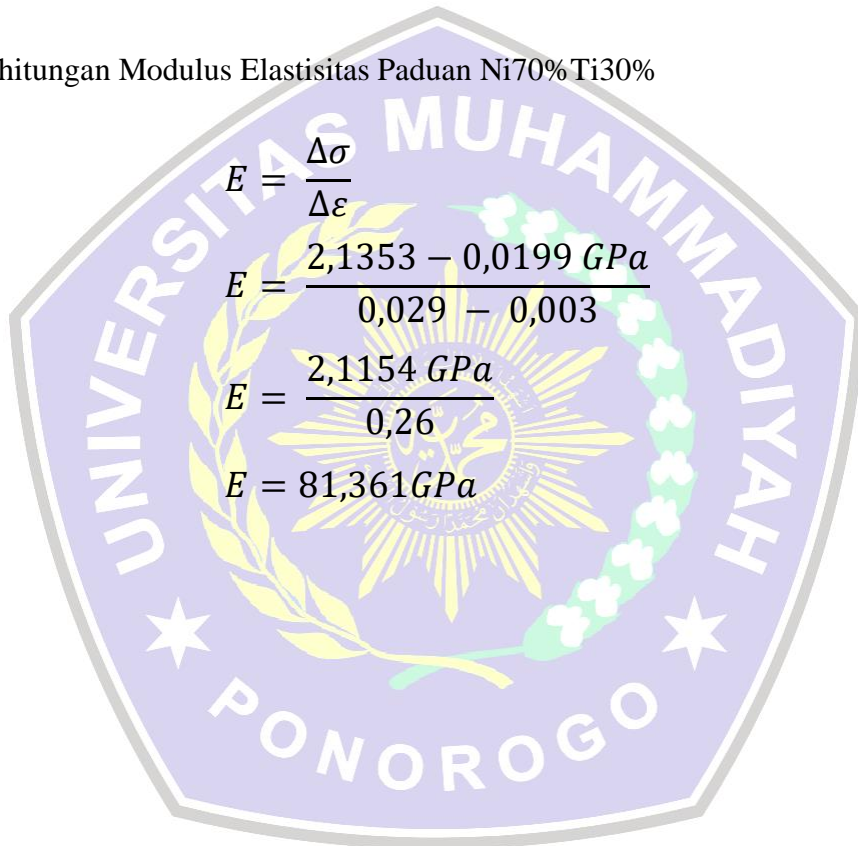 hitungan Modulus Elastisitas Paduan Ni70%Ti30%
E = Δσ / Δε
E = 2,1353 − 0,0199 GPa / 0,029 − 0,003
E = 2,1154 GPa / 0,26
E = 81,361GPa
UNIVERSITAS MUHAMMADIYAH
PONOROGO